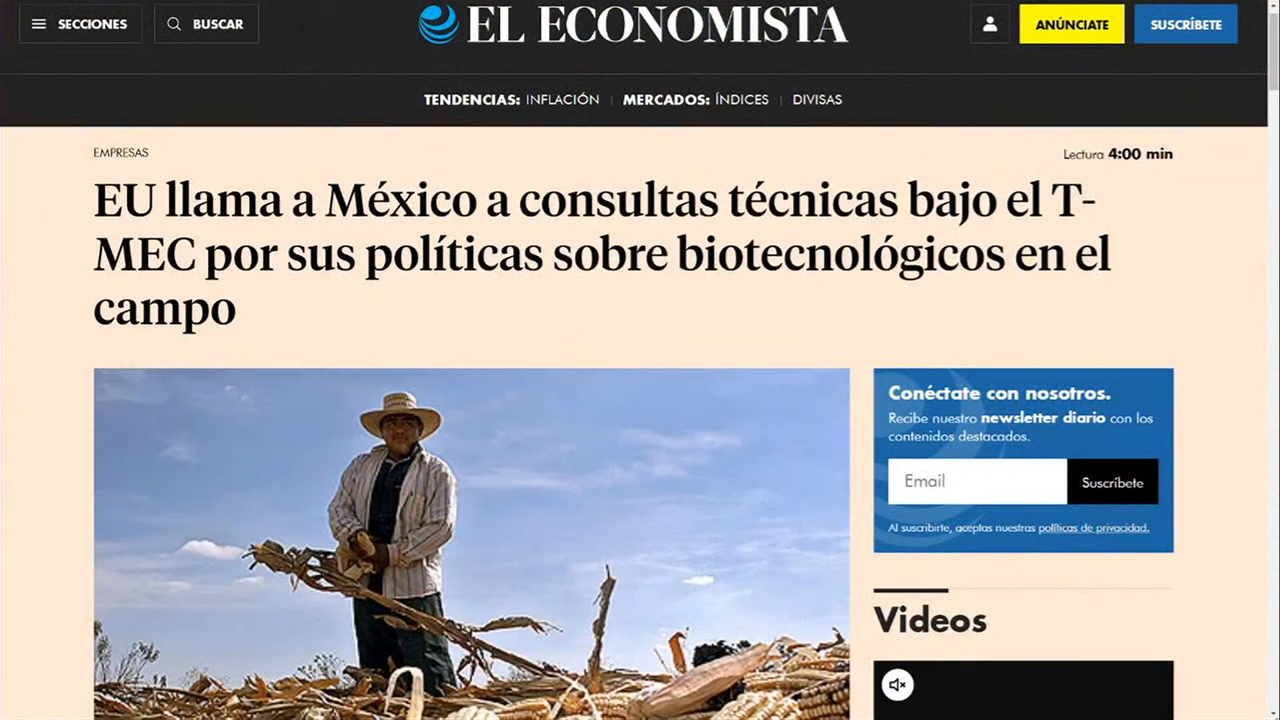 SECCIONES
BUSCAR
EL ECONOMISTA
ANÚNCIATE
SUSCRÍBETE
TENDENCIAS: INFLACIÓN | MERCADOS: ÍNDICES | DIVISAS
EMPRESAS
Lectura 4:00 min
EU llama a México a consultas técnicas bajo el T-
MEC por sus políticas sobre biotecnológicos en el
campo
Conéctate con nosotros.
Recibe nuestro newsletter diario con los
contenidos destacados.
Email
Suscríbete
Al suscribirte, aceptas nuestras políticas de privacidad.
Videos